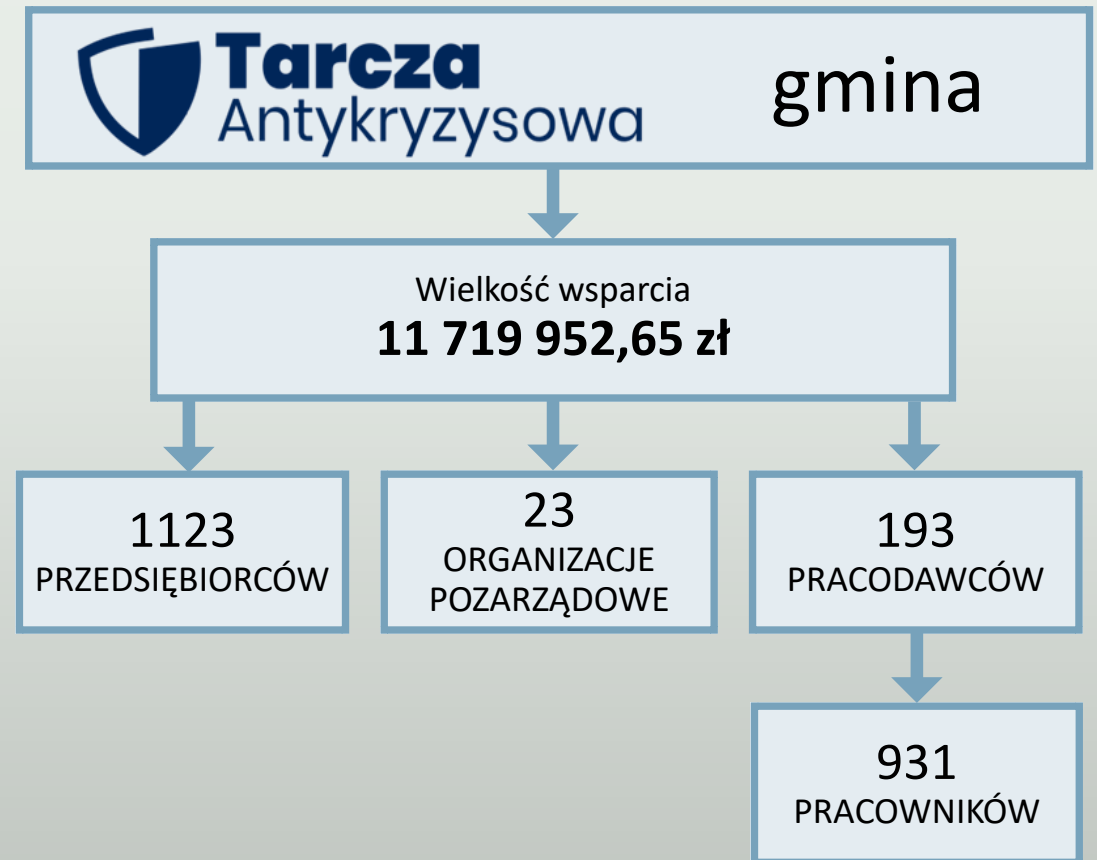 Tarcza
Antykryzysowa
gmina
Wielkość wsparcia
11 719 952,65 zł
1123
PRZEDSIĘBIORCÓW
23
ORGANIZACJE
POZARZĄDOWE
193
PRACODAWCÓW
931
PRACOWNIKÓW